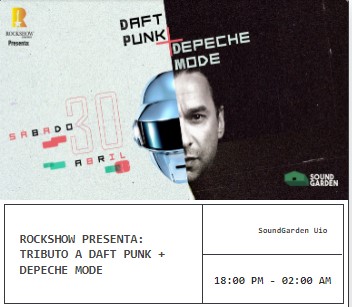 ROCKSHOW
Presenta
DAFT
PUNK
+
DEPECHE
MODE
SÁBADO
30
ABRIL
SOUND
GARDEN
ROCKSHOW PRESENTA:
TRIBUTO A DAFT PUNK +
DEPECHE MODE
SoundGarden Uio
18:00 PM - 02:00 AM